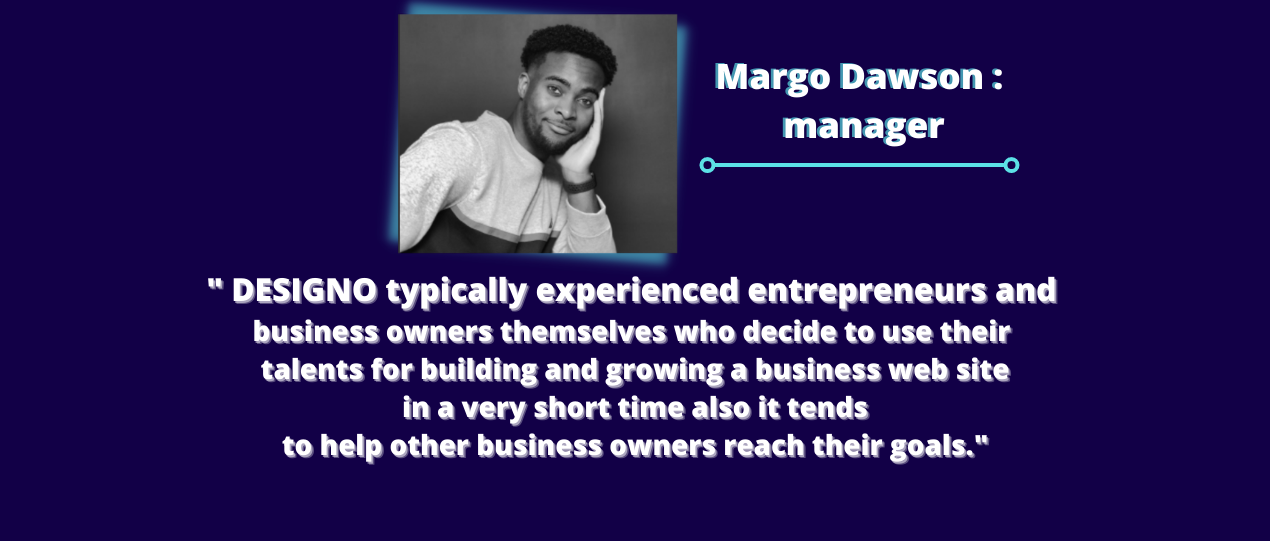 Margo Dawson :
manager
" DESIGNO typically experienced entrepreneurs and
business owners themselves who decide to use their
talents for building and growing a business web site
in a very short time also it tends
to help other business owners reach their goals."